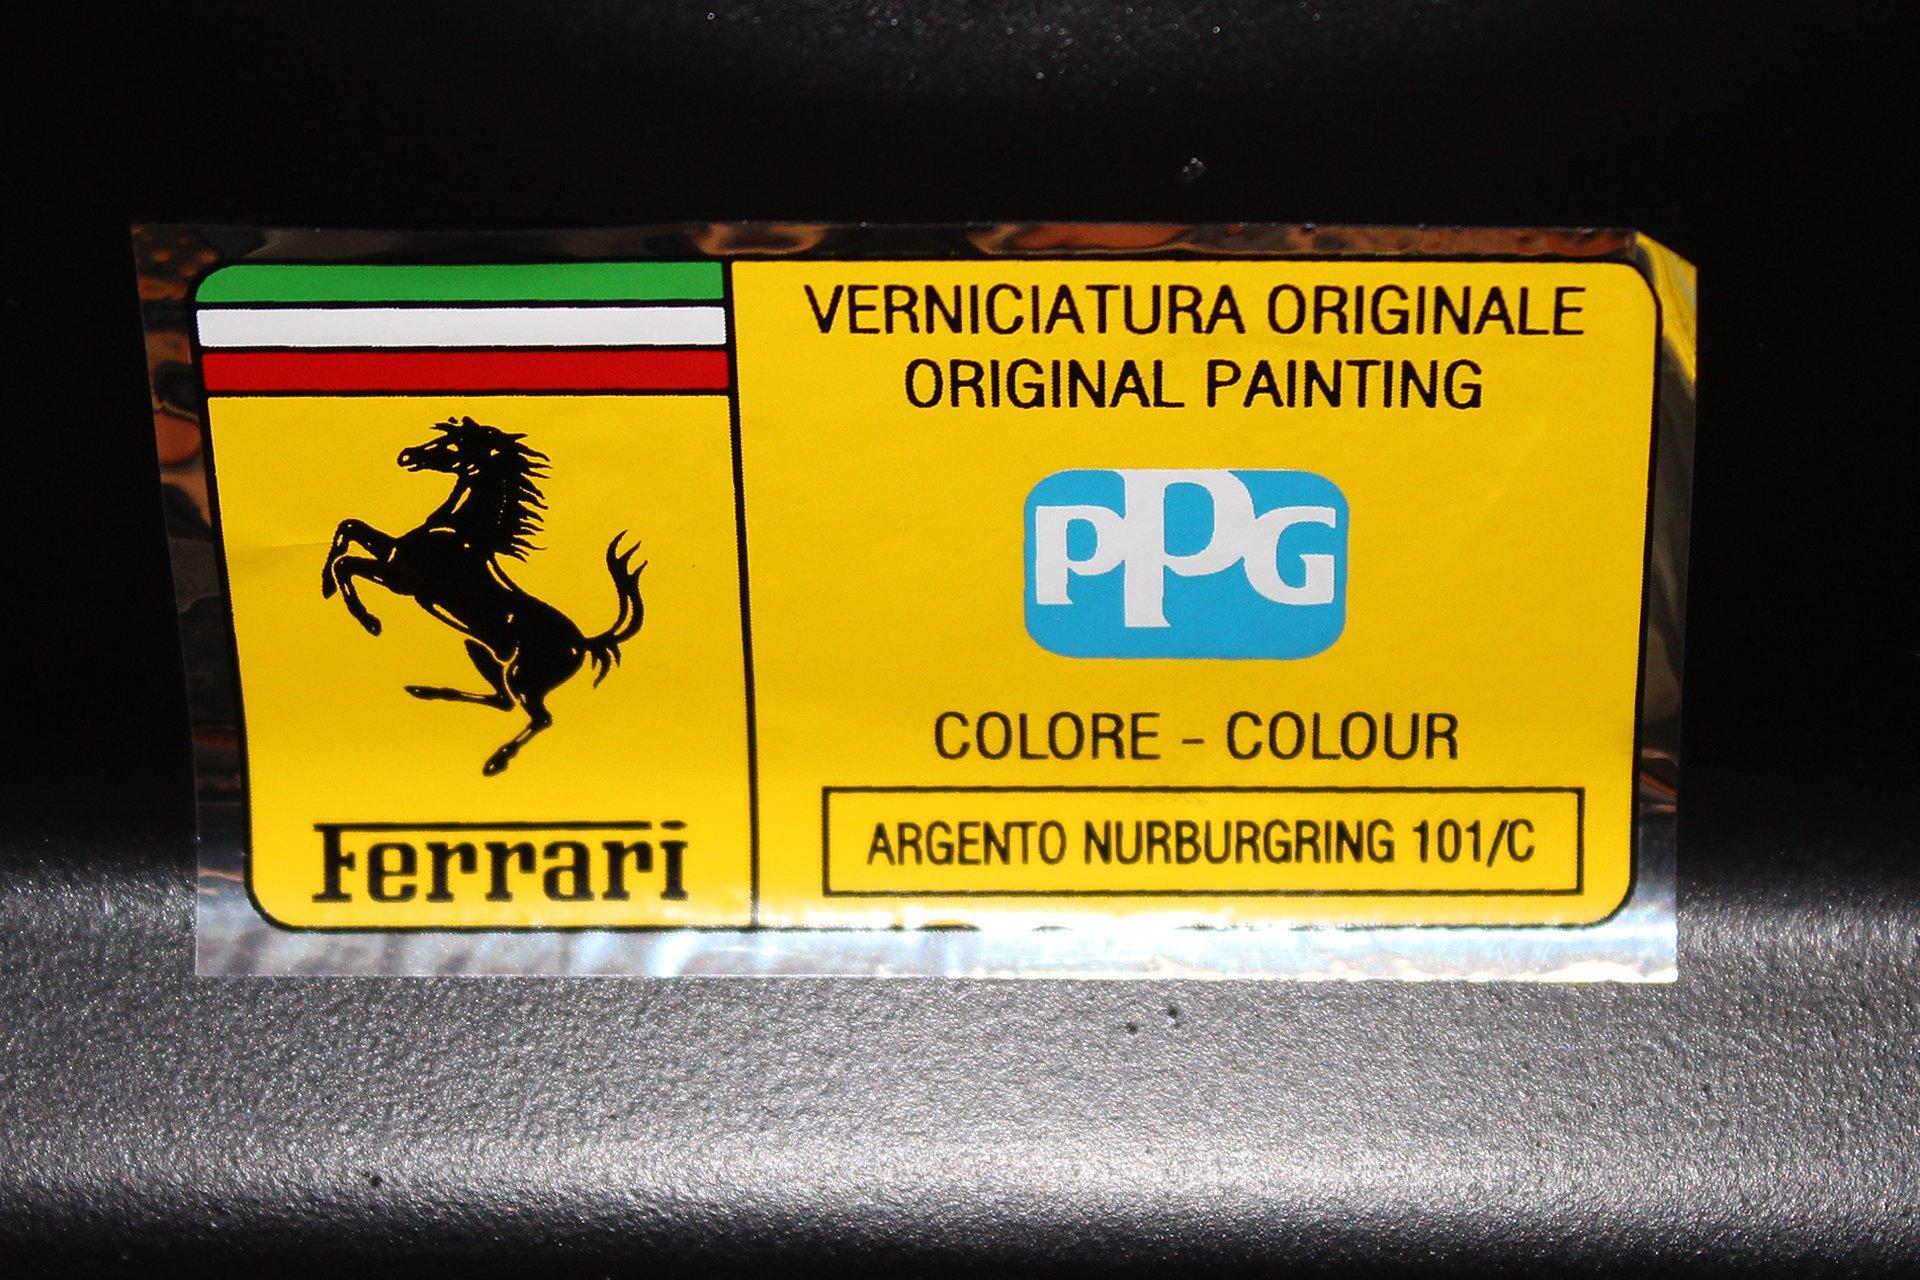 VERNICIATURA ORIGINALE
ORIGINAL PAINTING
PPG
COLORE - COLOUR
ARGENTO NURBURGRING 101/C
Ferrari